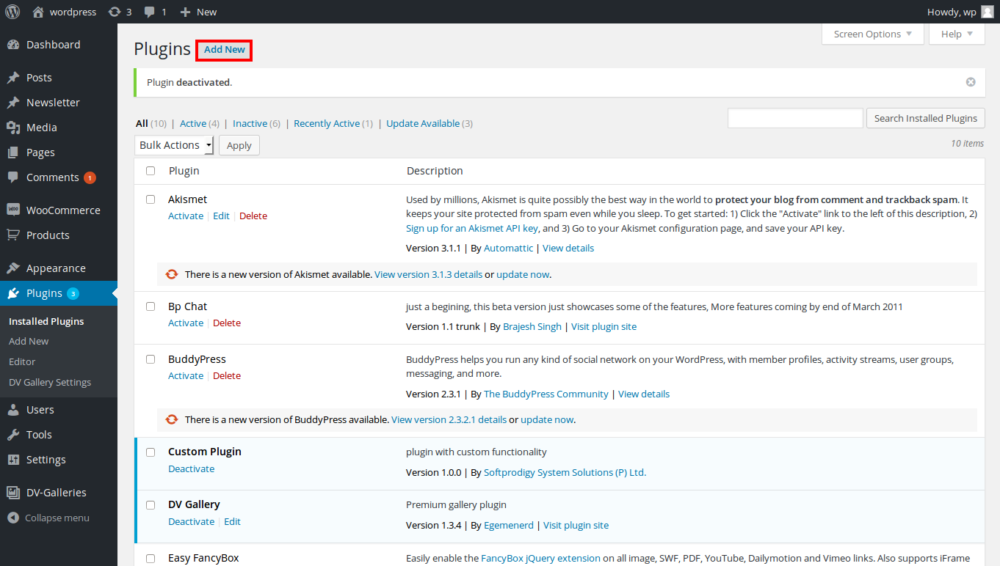 wordpress 3 1 New Howdy, wp
Dashboard
Posts
Newsletter
Media
Pages
Comments 1
WooCommerce
Products
Appearance
Plugins 3
Installed Plugins
Add New
Editor
DV Gallery Settings
Users
Tools
Settings
DV-Galleries
Collapse menu
Screen Options Help
Plugins Add New
Plugin deactivated.
All (10) | Active (4) | Inactive (6) | Recently Active (1) | Update Available (3)
Search Installed Plugins
Bulk Actions Apply
10 items
Plugin Description
Akismet
Activate | Edit | Delete
Used by millions, Akismet is quite possibly the best way in the world to protect your blog from comment and trackback spam. It
keeps your site protected from spam even while you sleep. To get started: 1) Click the "Activate" link to the left of this description, 2)
Sign up for an Akismet API key, and 3) Go to your Akismet configuration page, and save your API key.
Version 3.1.1 | By Automattic | View details
There is a new version of Akismet available. View version 3.1.3 details or update now.
Bp Chat
Activate | Delete
just a begining, this beta version just showcases some of the features, More features coming by end of March 2011
Version 1.1 trunk | By Brajesh Singh | Visit plugin site
BuddyPress
Activate | Delete
BuddyPress helps you run any kind of social network on your WordPress, with member profiles, activity streams, user groups,
messaging, and more.
Version 2.3.1 | By The BuddyPress Community | View details
There is a new version of BuddyPress available. View version 2.3.2.1 details or update now.
Custom Plugin
Deactivate
plugin with custom functionality
Version 1.0.0 | By Softprodigy System Solutions (P) Ltd.
DV Gallery
Deactivate | Edit
Premium gallery plugin
Version 1.3.4 | By Egemenerd | Visit plugin site
Easy FancyBox
Easily enable the FancyBox jQuery extension on all image, SWF, PDF, YouTube, Dailymotion and Vimeo links. Also supports iFrame